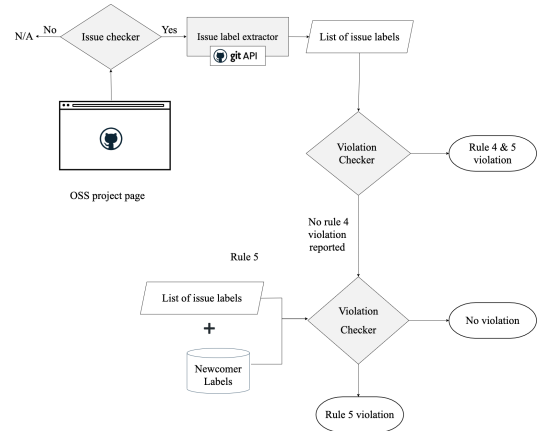 N/A
No
Issue checker
Yes
Issue label extractor
git API
List of issue labels
OSS project page
Violation
Checker
Rule 4 & 5
violation
No rule 4
violation
reported
Rule 5
List of issue labels
+
Newcomer
Labels
Violation
Checker
No violation
Rule 5 violation